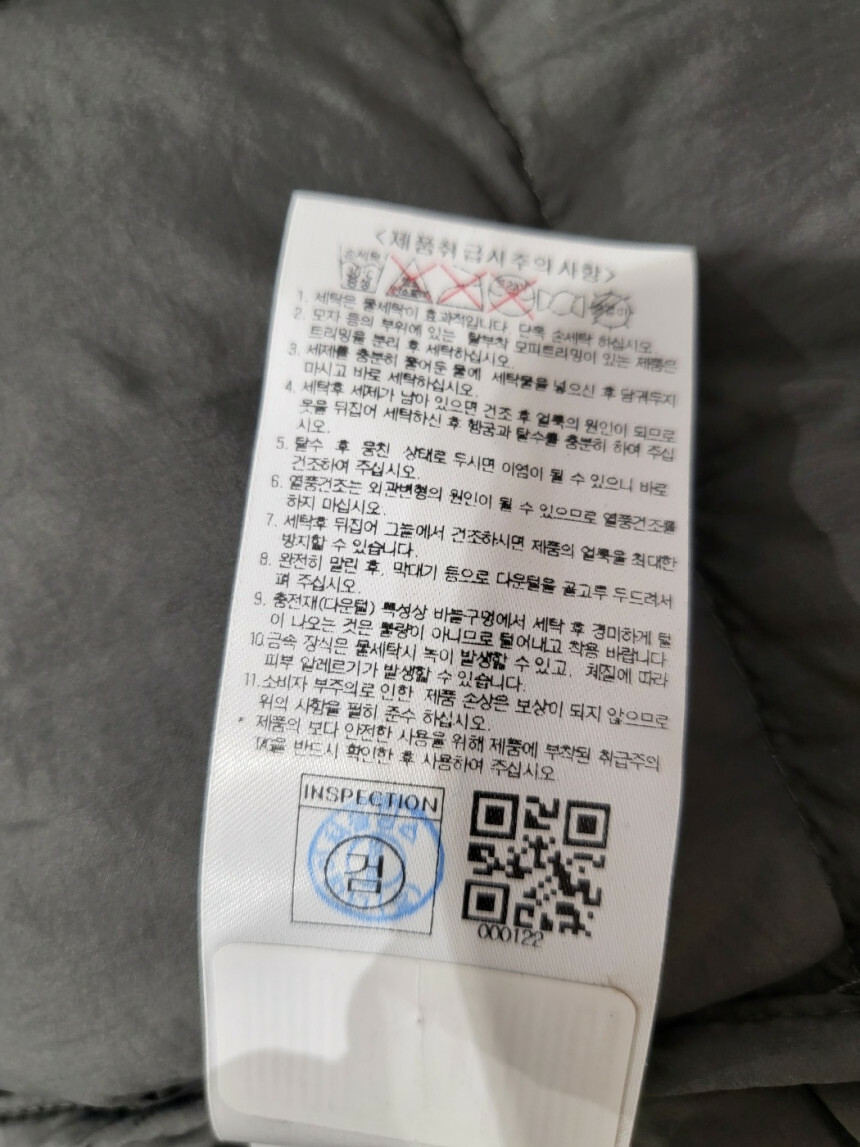 <제품취급시주의사항>
손세탁
중성
1. 세탁은 물세탁이 효과적입니다. 단독 손세탁 하십시오.
2. 모자 등의 부위에 있는 탈부착 모피트리밍이 있는 제품은
트리밍을 분리 후 세탁하십시오.
3. 세제를 충분히 풀어둔 물에 세탁물을 넣으신 후 담궈두지
마시고 바로 세탁하십시오.
4. 세탁후 세제가 남아 있으면 건조 후 얼룩의 원인이 되므로
옷을 뒤집어 세탁하신 후 헹굼과 탈수를 충분히 하여 주십
시오.
5. 탈수 후 뭉친 상태로 두시면 이염이 될 수 있으니 바로
건조하여 주십시오.
6. 열풍건조는 외관변형의 원인이 될 수 있으므로 열풍건조를
하지 마십시오.
7. 세탁후 뒤집어 그늘에서 건조하시면 제품의 얼룩을 최대한
방지할 수 있습니다.
8. 완전히 말린 후, 막대기 등으로 다운털을 골고루 두드려서
펴 주십시오.
9. 충전재(다운털) 특성상 바늘구멍에서 세탁 후 경미하게 털
이 나오는 것은 불량이 아니므로 털어내고 착용 바랍니다.
10.금속 장식은 물세탁시 녹이 발생할 수 있고, 체질에 따라
피부 알레르기가 발생할 수 있습니다.
11.소비자 부주의로 인한 제품 손상은 보상이 되지 않으므로
위의 사항을 필히 준수 하십시오.
* 제품의 보다 안전한 사용을 위해 제품에 부착된 취급주의
TAG을 반드시 확인한 후 사용하여 주십시오
INSPECTION
검
000122